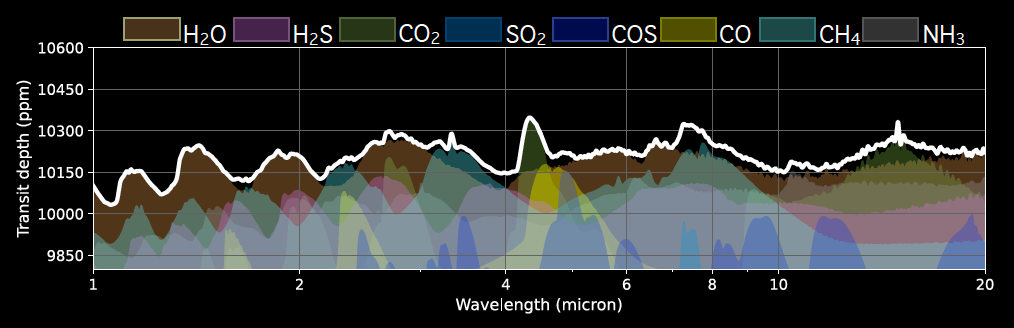 H₂O H₂S CO₂ SO₂ COS CO CH₄ NH₃
10600
10450
10300
10150
10000
9850
Transit depth (ppm)
1 2 4 6 8 10 20
Wavelength (micron)